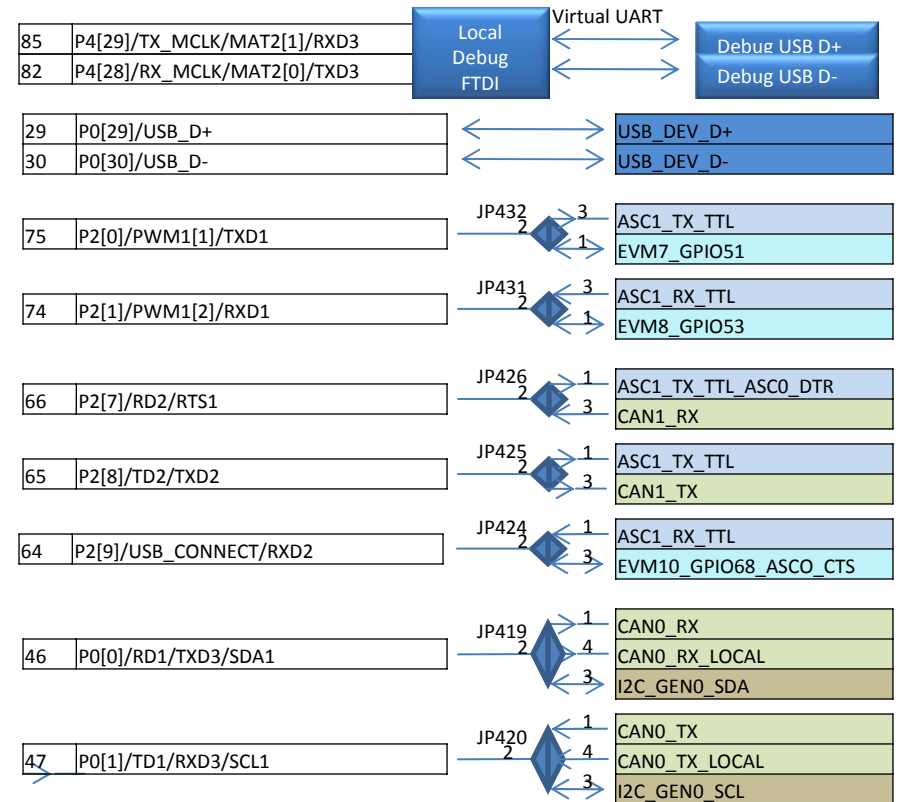 Virtual UART
85 P4[29]/TX_MCLK/MAT2[1]/RXD3
82 P4[28]/RX_MCLK/MAT2[0]/TXD3
Local
Debug
FTDI
Debug USB D+
Debug USB D-
29 P0[29]/USB_D+ USB_DEV_D+
30 P0[30]/USB_D- USB_DEV_D-
JP432
75 P2[0]/PWM1[1]/TXD1 2
3 ASC1_TX_TTL
1 EVM7_GPIO51
JP431
74 P2[1]/PWM1[2]/RXD1 2
3 ASC1_RX_TTL
1 EVM8_GPIO53
JP426
66 P2[7]/RD2/RTS1 2
1 ASC1_TX_TTL_ASC0_DTR
3 CAN1_RX
JP425
65 P2[8]/TD2/TXD2 2
1 ASC1_TX_TTL
3 CAN1_TX
JP424
64 P2[9]/USB_CONNECT/RXD2 2
1 ASC1_RX_TTL
3 EVM10_GPIO68_ASCO_CTS
JP419
46 P0[0]/RD1/TXD3/SDA1 2
1 CAN0_RX
4 CAN0_RX_LOCAL
3 I2C_GEN0_SDA
JP420
47 P0[1]/TD1/RXD3/SCL1 2
1 CAN0_TX
4 CAN0_TX_LOCAL
3 I2C_GEN0_SCL